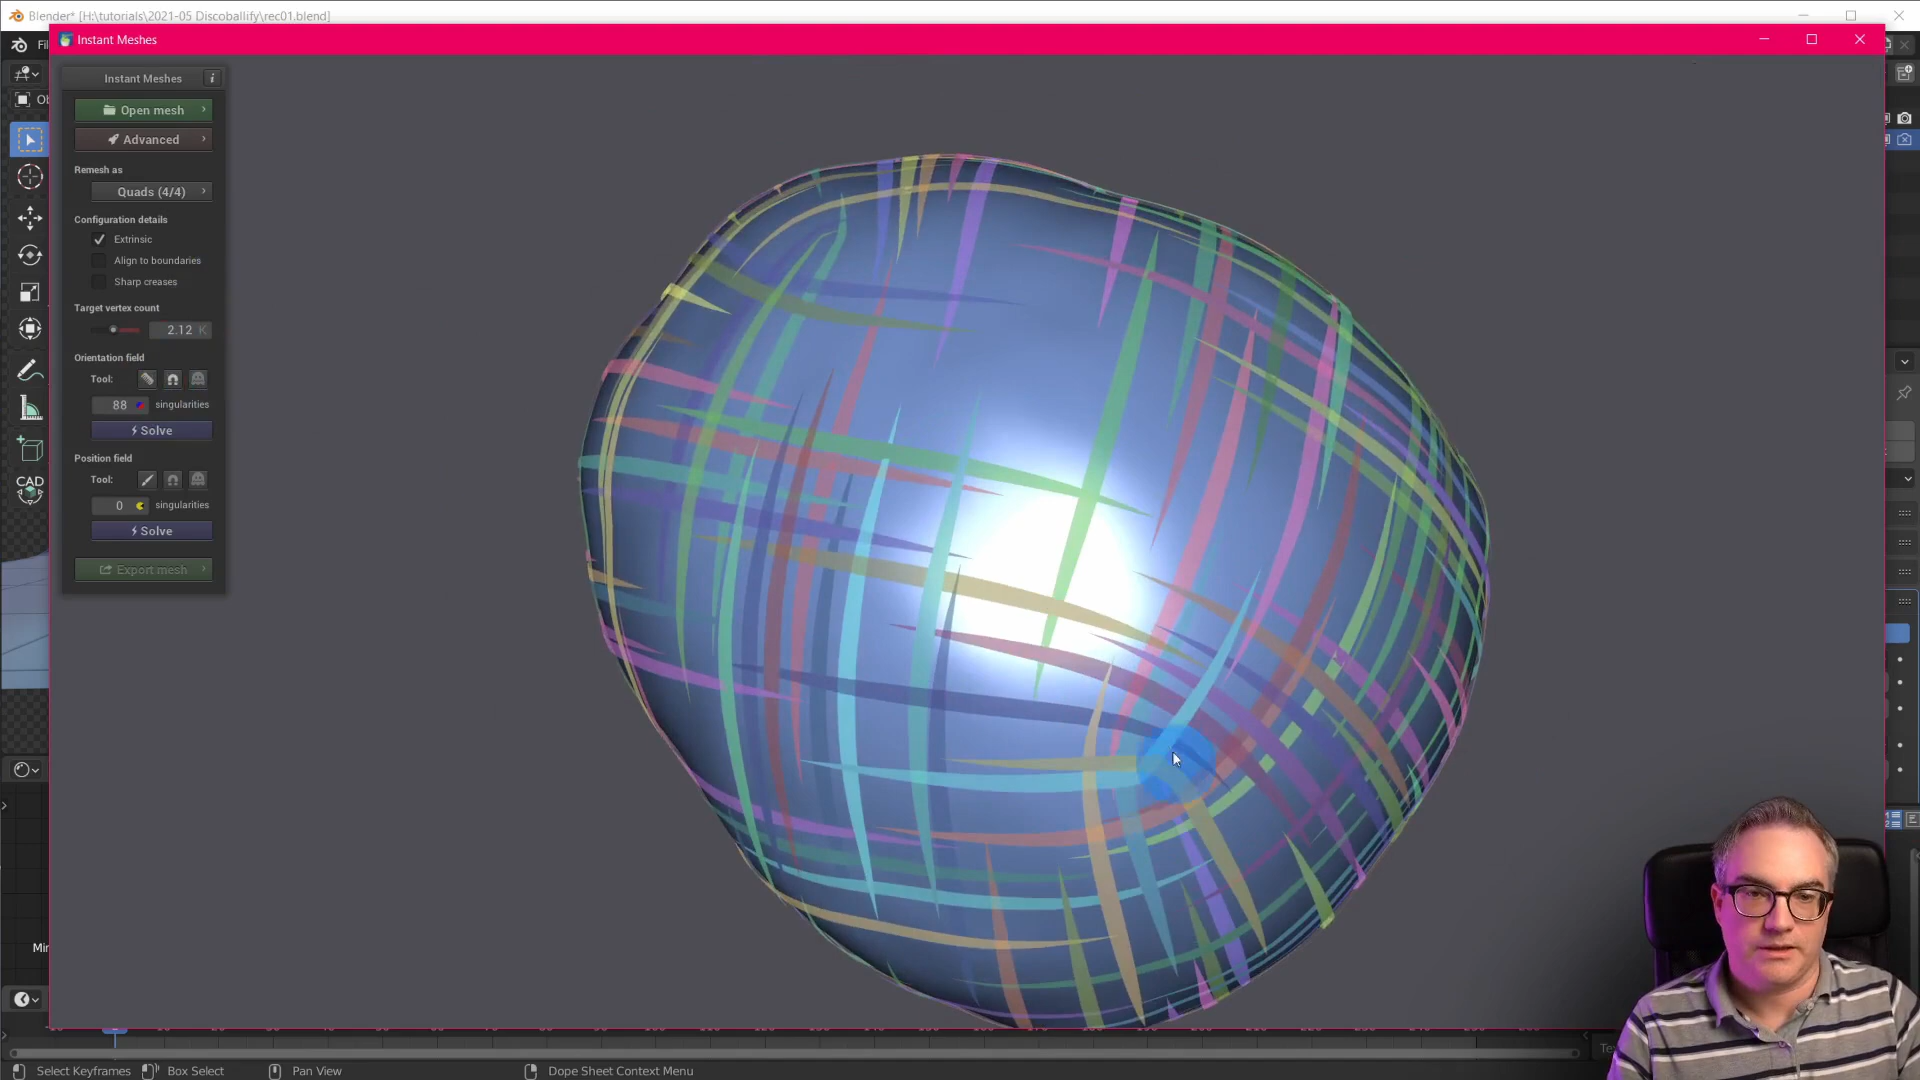 Blender* [H:\tutorials\2021-05 Discoballify\rec01.blend]
Instant Meshes
Instant Meshes
i
Open mesh
Advanced
Remesh as
Quads (4/4)
Configuration details
Extrinsic
Align to boundaries
Sharp creases
Target vertex count
2.12 K
Orientation field
Tool:
88 singularities
Solve
Position field
Tool:
0 singularities
Solve
Export mesh
CAD
Select Keyframes Box Select Pan View Dope Sheet Context Menu